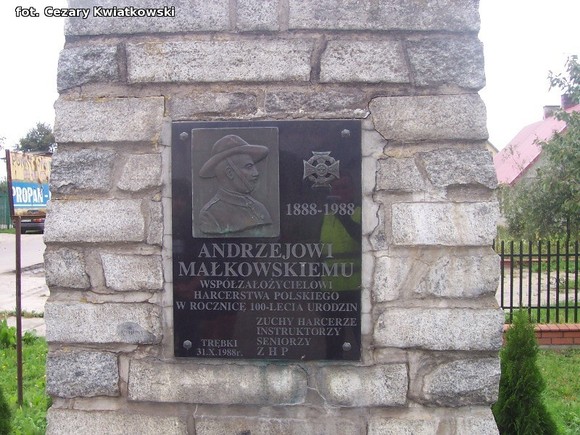 fot. Cezary Kwiatkowski
PROPAN
1888-1988
ANDRZEJOWI
MAŁKOWSKIEMU
WSPÓŁZAŁOŻYCIELOWI
HARCERSTWA POLSKIEGO
W ROCZNICĘ 100-LECIA URODZIN
ZUCHY HARCERZE
INSTRUKTORZY
SENIORZY
TRĘBKI
Z H P
31.X.1988r.